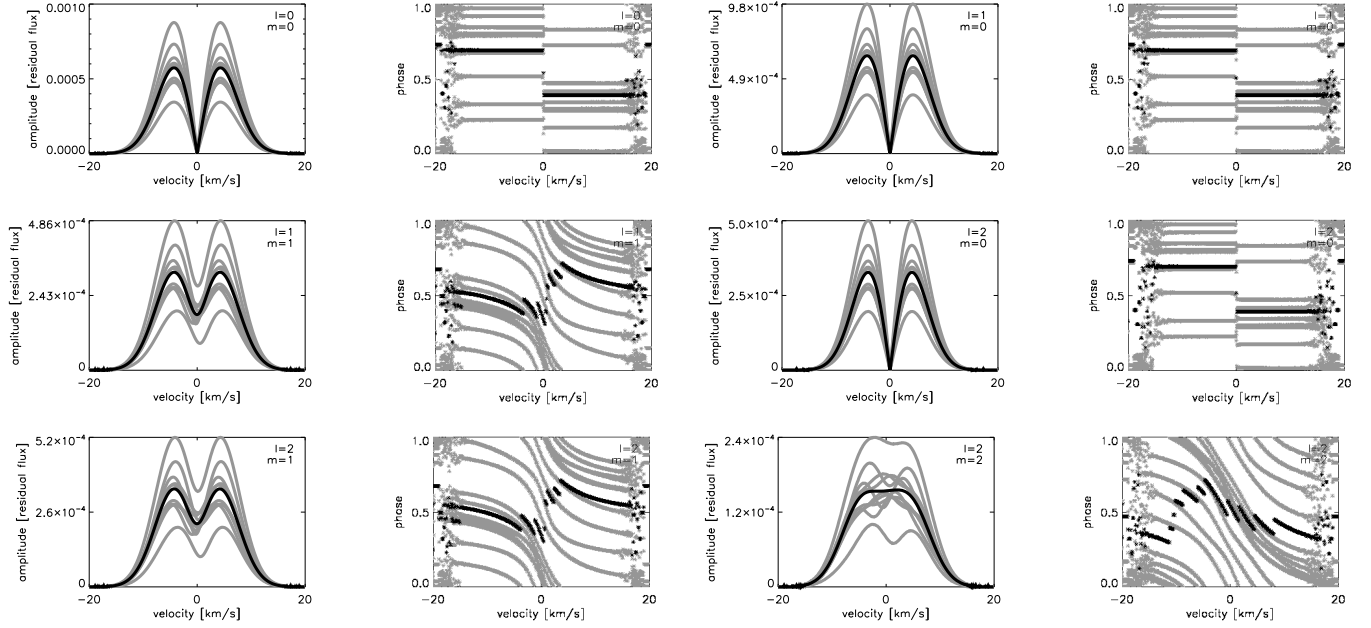 0.0010
0.0005
0.0000
amplitude [residual flux]
l=0
m=0
-20 0 20
velocity [km/s]
1.0
0.5
0.0
phase
l=0
m=0
-20 0 20
velocity [km/s]
9.8×10⁻⁴
4.9×10⁻⁴
0
amplitude [residual flux]
l=1
m=0
-20 0 20
velocity [km/s]
1.0
0.5
0.0
phase
l=1
m=0
-20 0 20
velocity [km/s]
4.86×10⁻⁴
2.43×10⁻⁴
0
amplitude [residual flux]
l=1
m=1
-20 0 20
velocity [km/s]
1.0
0.5
0.0
phase
l=1
m=1
-20 0 20
velocity [km/s]
5.0×10⁻⁴
2.5×10⁻⁴
0
amplitude [residual flux]
l=2
m=0
-20 0 20
velocity [km/s]
1.0
0.5
0.0
phase
l=2
m=0
-20 0 20
velocity [km/s]
5.2×10⁻⁴
2.6×10⁻⁴
0
amplitude [residual flux]
l=2
m=1
-20 0 20
velocity [km/s]
1.0
0.5
0.0
phase
l=2
m=1
-20 0 20
velocity [km/s]
2.4×10⁻⁴
1.2×10⁻⁴
0
amplitude [residual flux]
l=2
m=2
-20 0 20
velocity [km/s]
1.0
0.5
0.0
phase
l=2
m=2
-20 0 20
velocity [km/s]